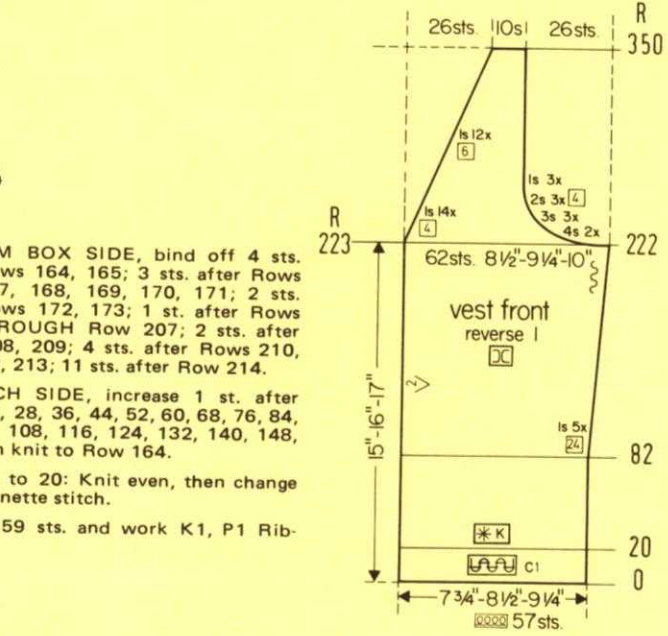 M BOX SIDE, bind off 4 sts.
ws 164, 165; 3 sts. after Rows
7, 168, 169, 170, 171; 2 sts.
ws 172, 173; 1 st. after Rows
ROUGH Row 207; 2 sts. after
08, 209; 4 sts. after Rows 210,
, 213; 11 sts. after Row 214.
CH SIDE, increase 1 st. after
, 28, 36, 44, 52, 60, 68, 76, 84,
108, 116, 124, 132, 140, 148,
n knit to Row 164.
to 20: Knit even, then change
nette stitch.
59 sts. and work K1, P1 Rib-
R
26sts. 10s 26sts.
350
1s 12x
6
1s 3x
2s 3x 4
3s 3x
4s 2x
1s 14x
4
R
223
222
62sts. 8½"-9¼"-10"
vest front
reverse 1
2
15"-16"-17"
1s 5x
24
82
* K
20
C1
0
7¾"-8½"-9¼"
0000 57sts.